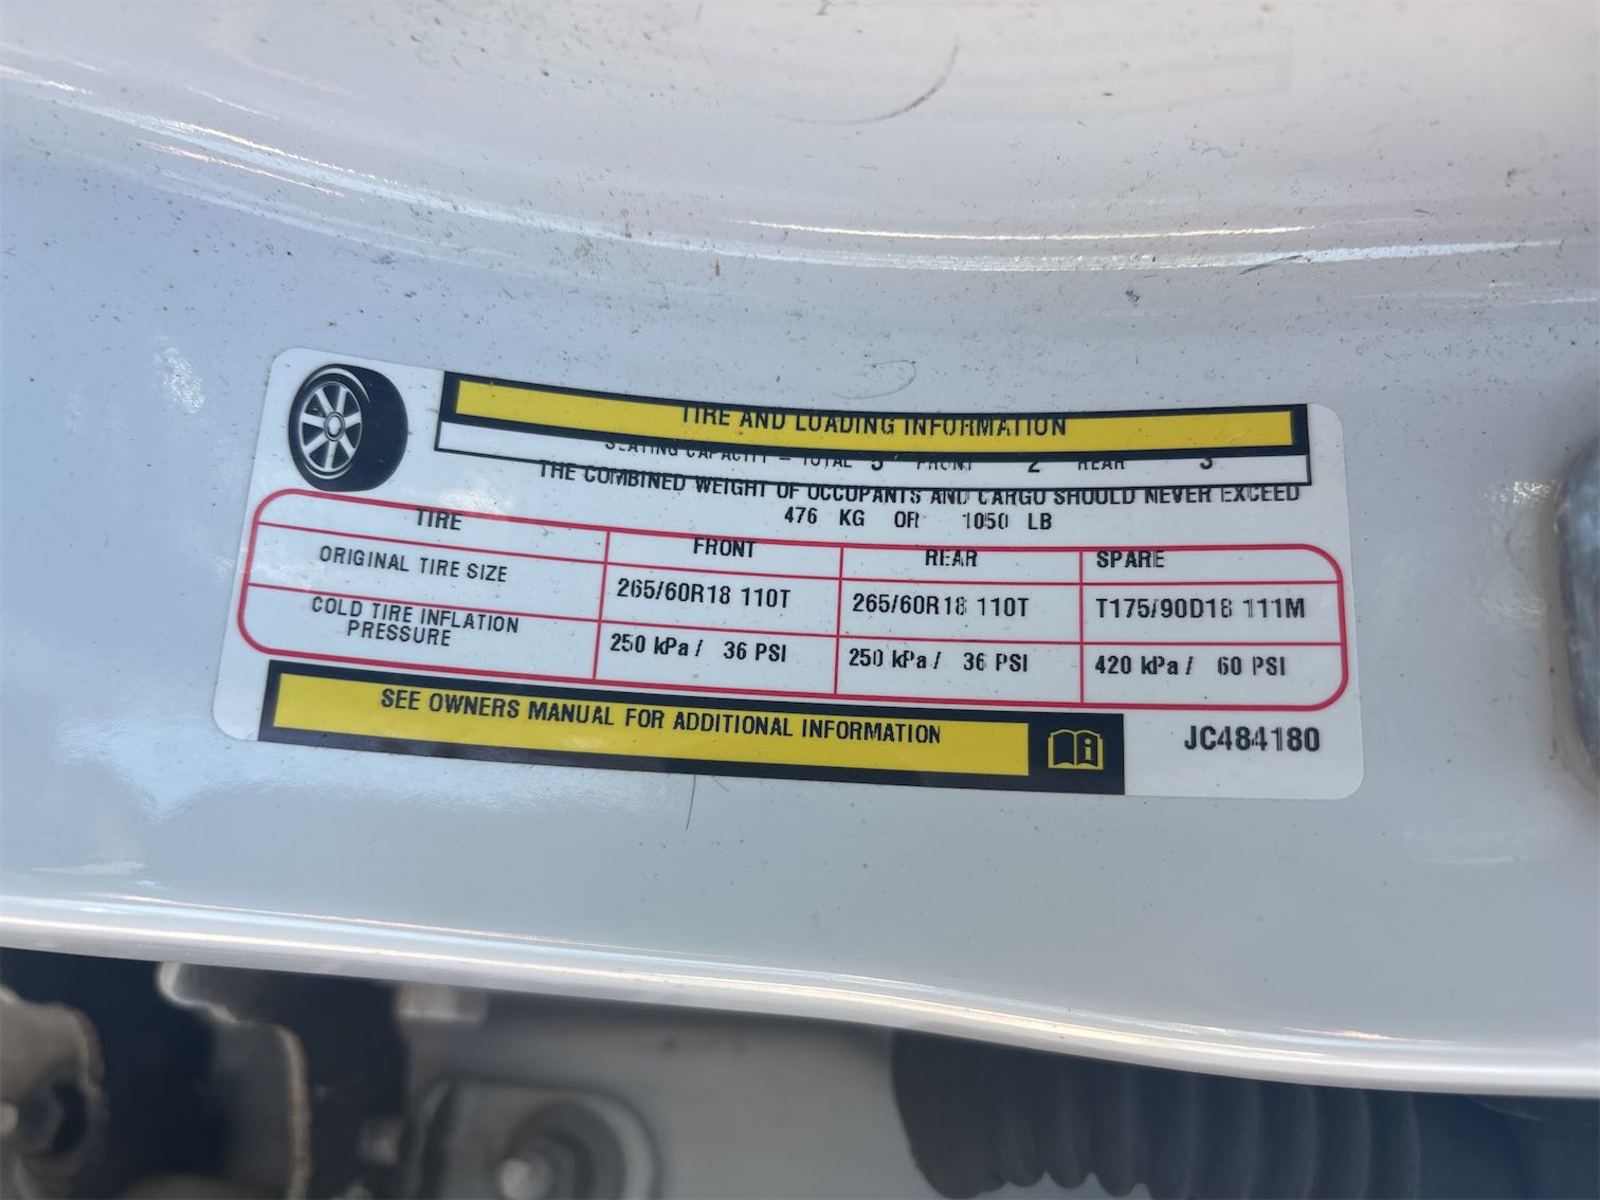 TIRE AND LOADING INFORMATION
SEATING CAPACITY – TOTAL 5 FRONT 2 REAR 3
THE COMBINED WEIGHT OF OCCUPANTS AND CARGO SHOULD NEVER EXCEED
476 KG OR 1050 LB
TIRE FRONT REAR SPARE
ORIGINAL TIRE SIZE 265/60R18 110T 265/60R18 110T T175/90D18 111M
COLD TIRE INFLATION
PRESSURE 250 kPa / 36 PSI 250 kPa / 36 PSI 420 kPa / 60 PSI
SEE OWNERS MANUAL FOR ADDITIONAL INFORMATION
JC484180